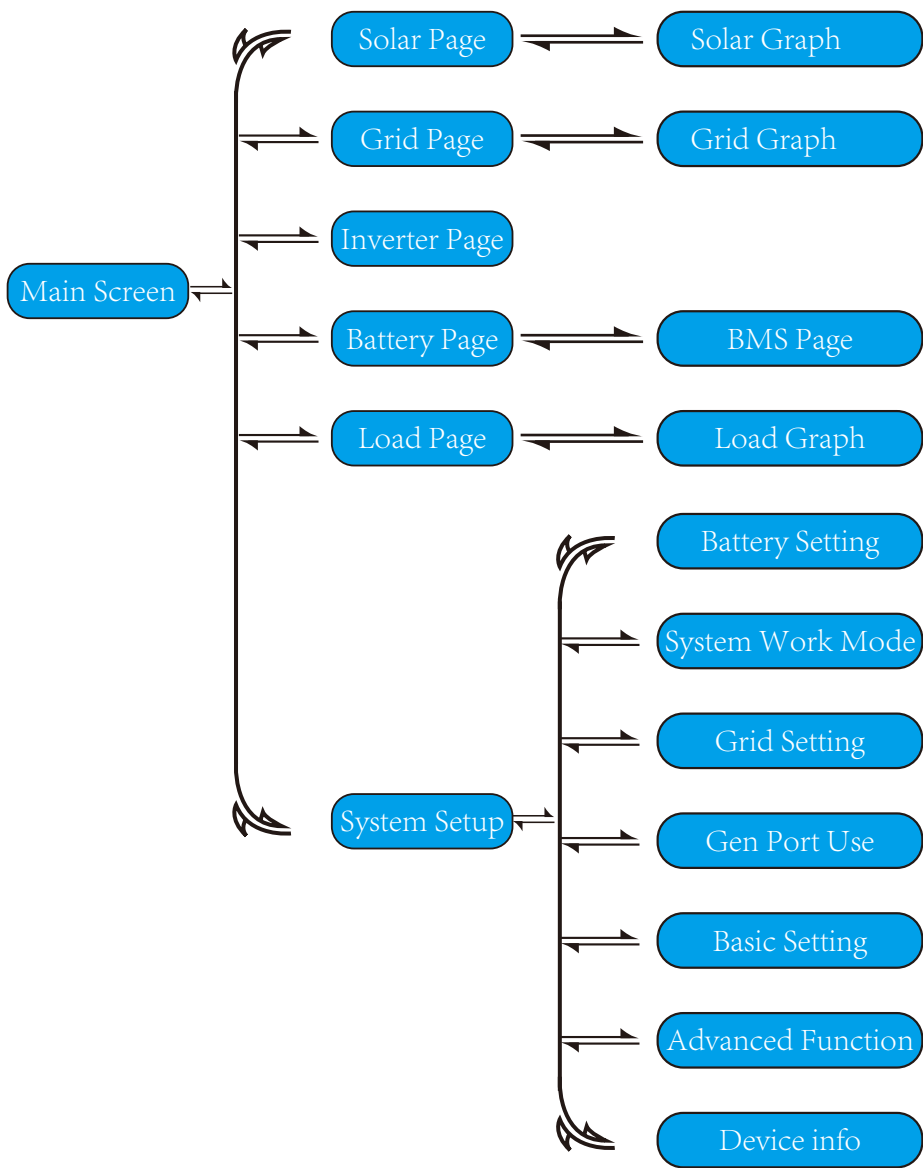 Solar Page
Solar Graph
Grid Page
Grid Graph
Inverter Page
Main Screen
Battery Page
BMS Page
Load Page
Load Graph
Battery Setting
System Work Mode
Grid Setting
System Setup
Gen Port Use
Basic Setting
Advanced Function
Device info